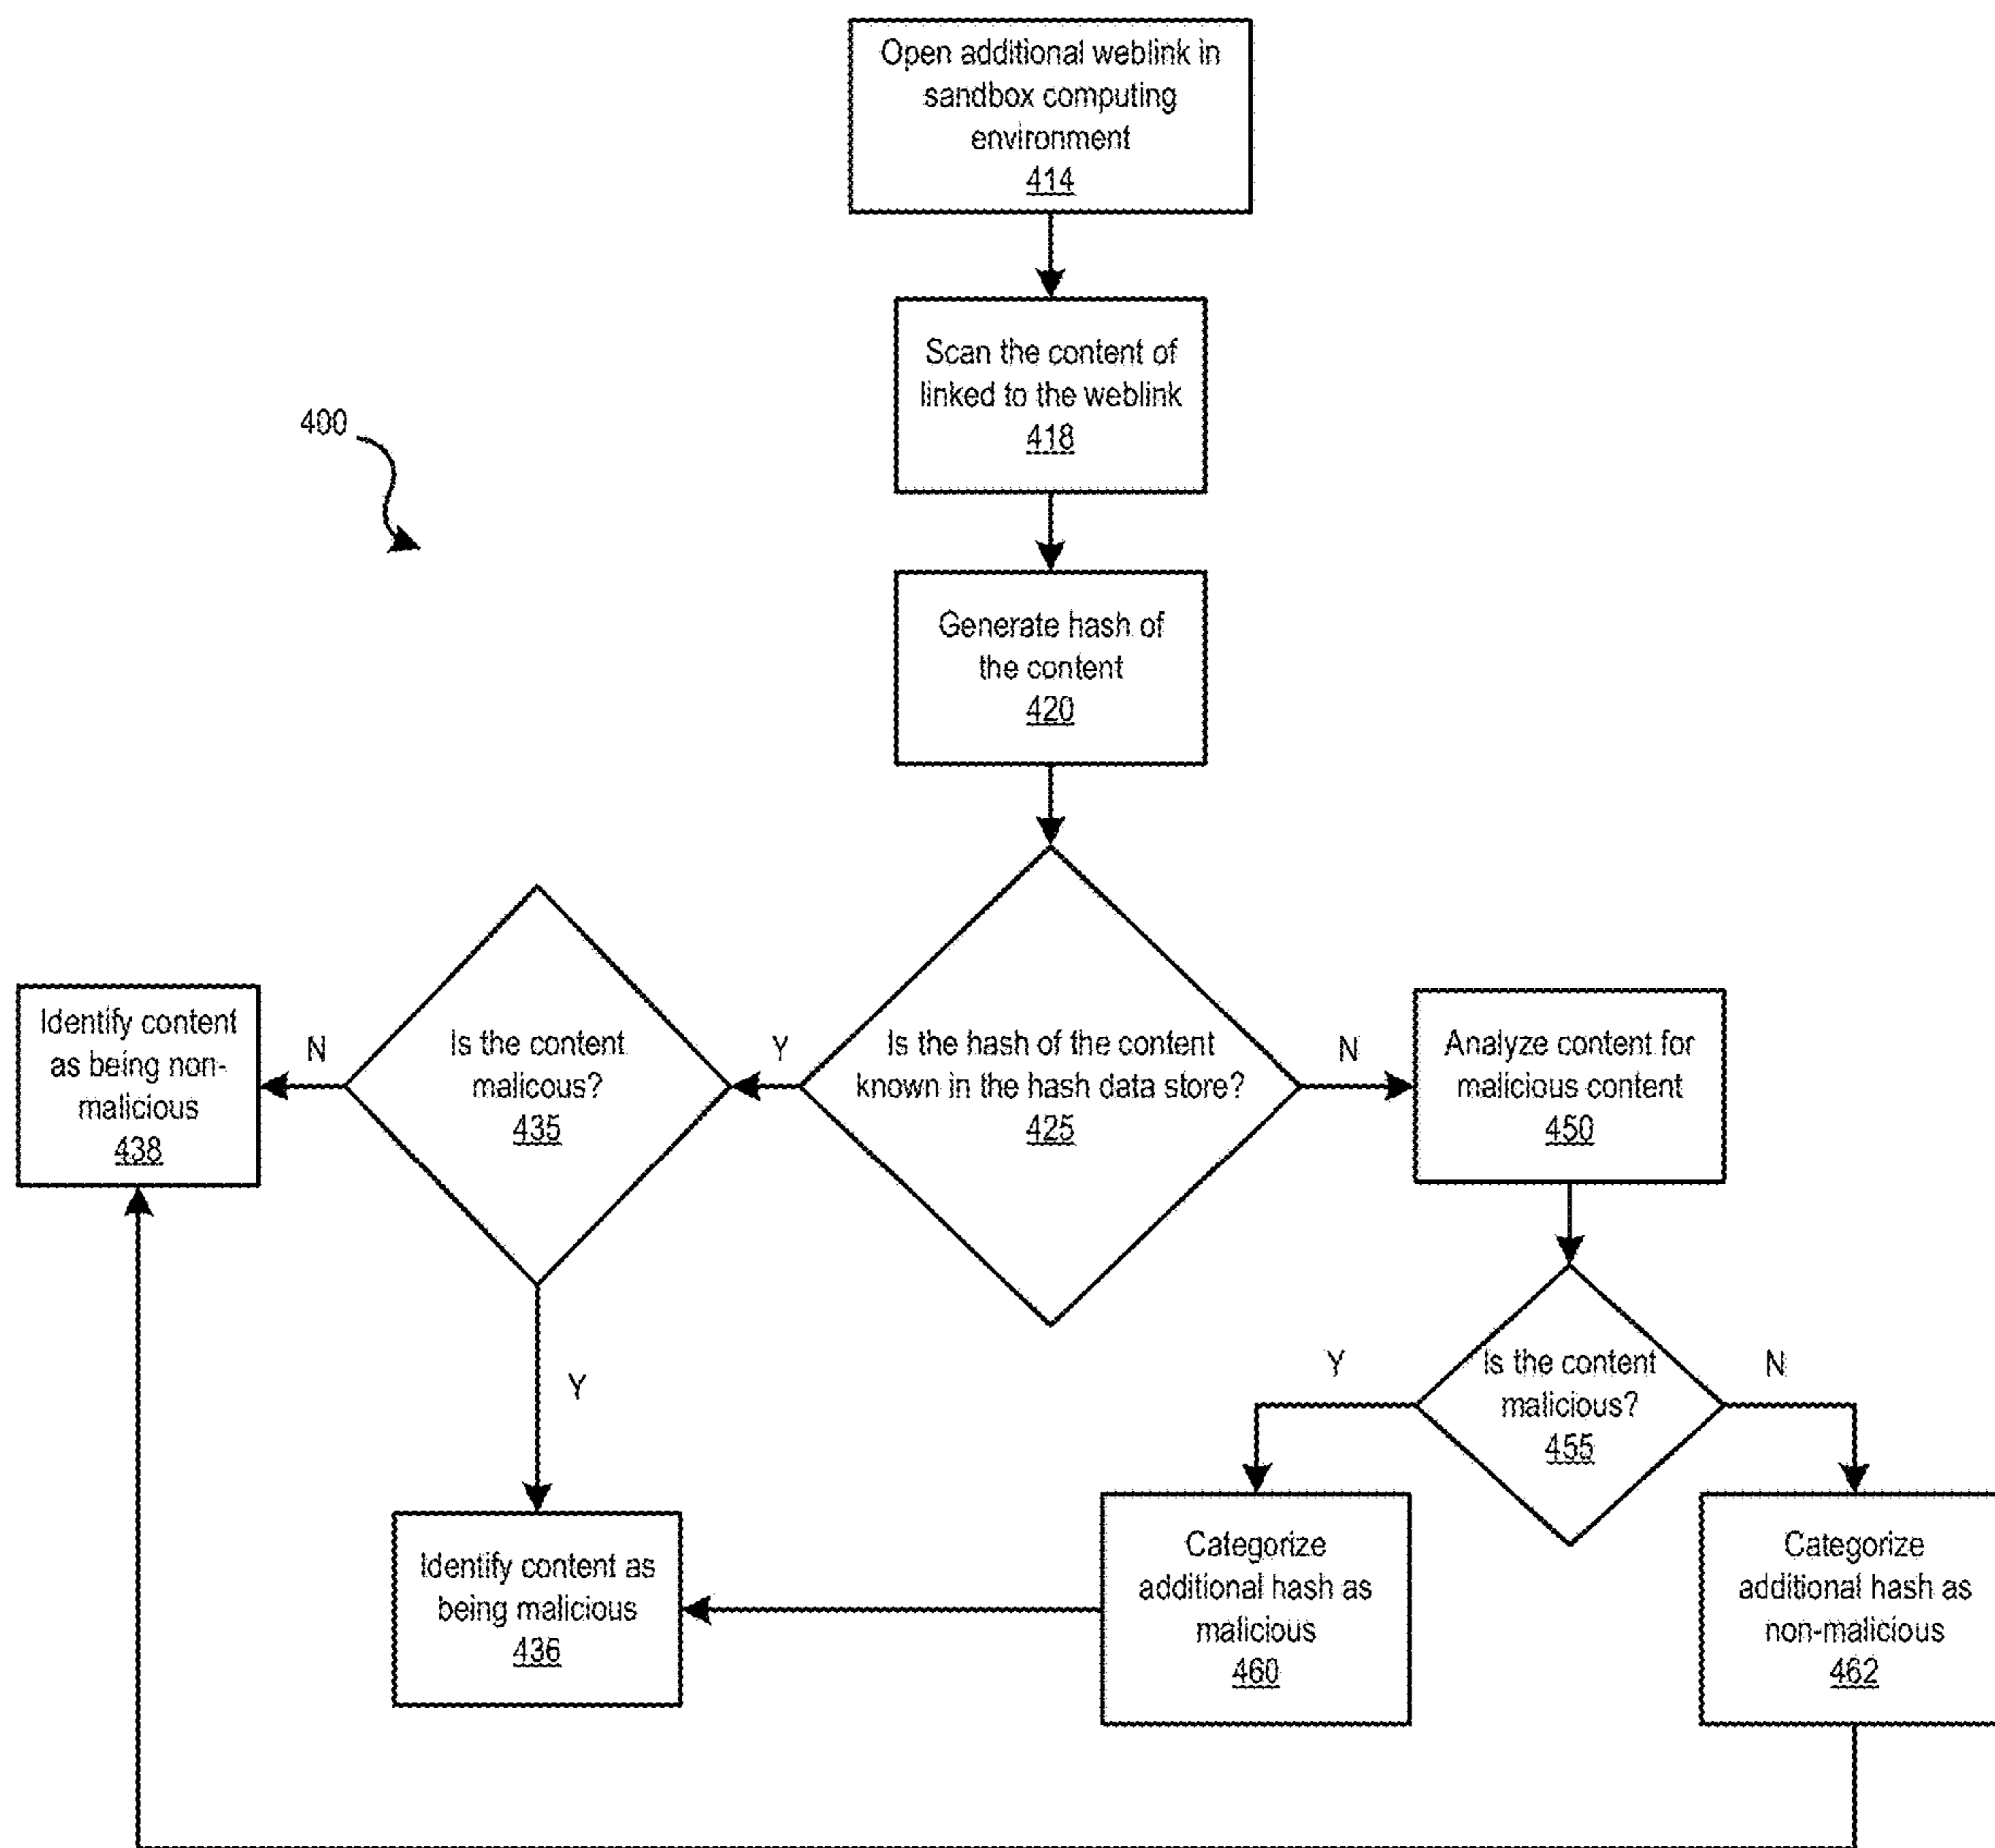 Open additional weblink in
sandbox computing
environment
414
Scan the content of
linked to the weblink
418
400
Generate hash of
the content
420
Identify content
as being non-
malicious
438
N
Is the content
malicous?
435
Y
Is the hash of the content
known in the hash data store?
425
N
Analyze content for
malicious content
450
Y
Is the content
malicious?
455
N
Y
Identify content as
being malicious
436
Categorize
additional hash as
malicious
460
Categorize
additional hash as
non-malicious
462